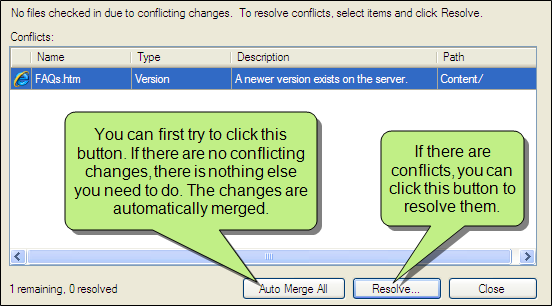 No files checked in due to conflicting changes.  To resolve conflicts, select items and click Resolve.
Conflicts:
Name Type Description Path
FAQs.htm Version A newer version exists on the server. Content/
You can first try to click this
button. If there are no conflicting
changes, there is nothing else
you need to do. The changes are
automatically merged.
If there are
conflicts, you can
click this button to
resolve them.
1 remaining, 0 resolved
Auto Merge All
Resolve...
Close